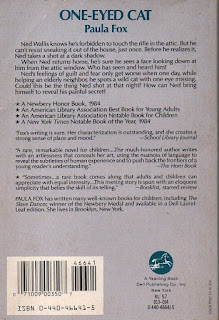 ONE-EYED CAT
Paula Fox
Ned Wallis knows he's forbidden to touch the rifle in the attic. But he
can't resist sneaking it out of the house, just once. Before he realizes it,
Ned takes a shot at a dark shadow.
When Ned returns home, he's sure he sees a face looking down at
him from the attic window. Who has seen and heard him?
Ned's feelings of guilt and fear only get worse when one day, while
helping an elderly neighbor, he spots a wild cat with one eye missing.
Could this be the thing Ned shot at that night? How can Ned bring
himself to reveal his painful secret?
• A Newbery Honor Book, 1984
• An American Library Association Best Book for Young Adults
• An American Library Association Notable Book for Children
• A New York Times Notable Book of the Year, 1984
"Fox's writing is sure. Her characterization is outstanding, and she creates a
strong sense of place and mood." —School Library Journal
"A rare, remarkable novel for children...The much-honored author writes
with an artlessness that conceals her art, using the nuances of language to
reveal the subtleties of human experience and to push back the frontiers of a
young reader's understanding." —The Horn Book
★ "Sometimes...a rare book comes along that adults and children can
appreciate with equal intensity...This riveting story is spun with an eloquent
simplicity that belies the skill of its telling." —Booklist, starred review
PAULA FOX has written many well-known books for children, including The
Slave Dancer, winner of the Newbery Medal and available in a Dell Laurel-
Leaf edition. She lives in Brooklyn, New York.
46641
71009 00350
ISBN 0-440-46641-5
A Yearling Book
Dell Publishing Co., Inc.
New York
0-440-46641-5